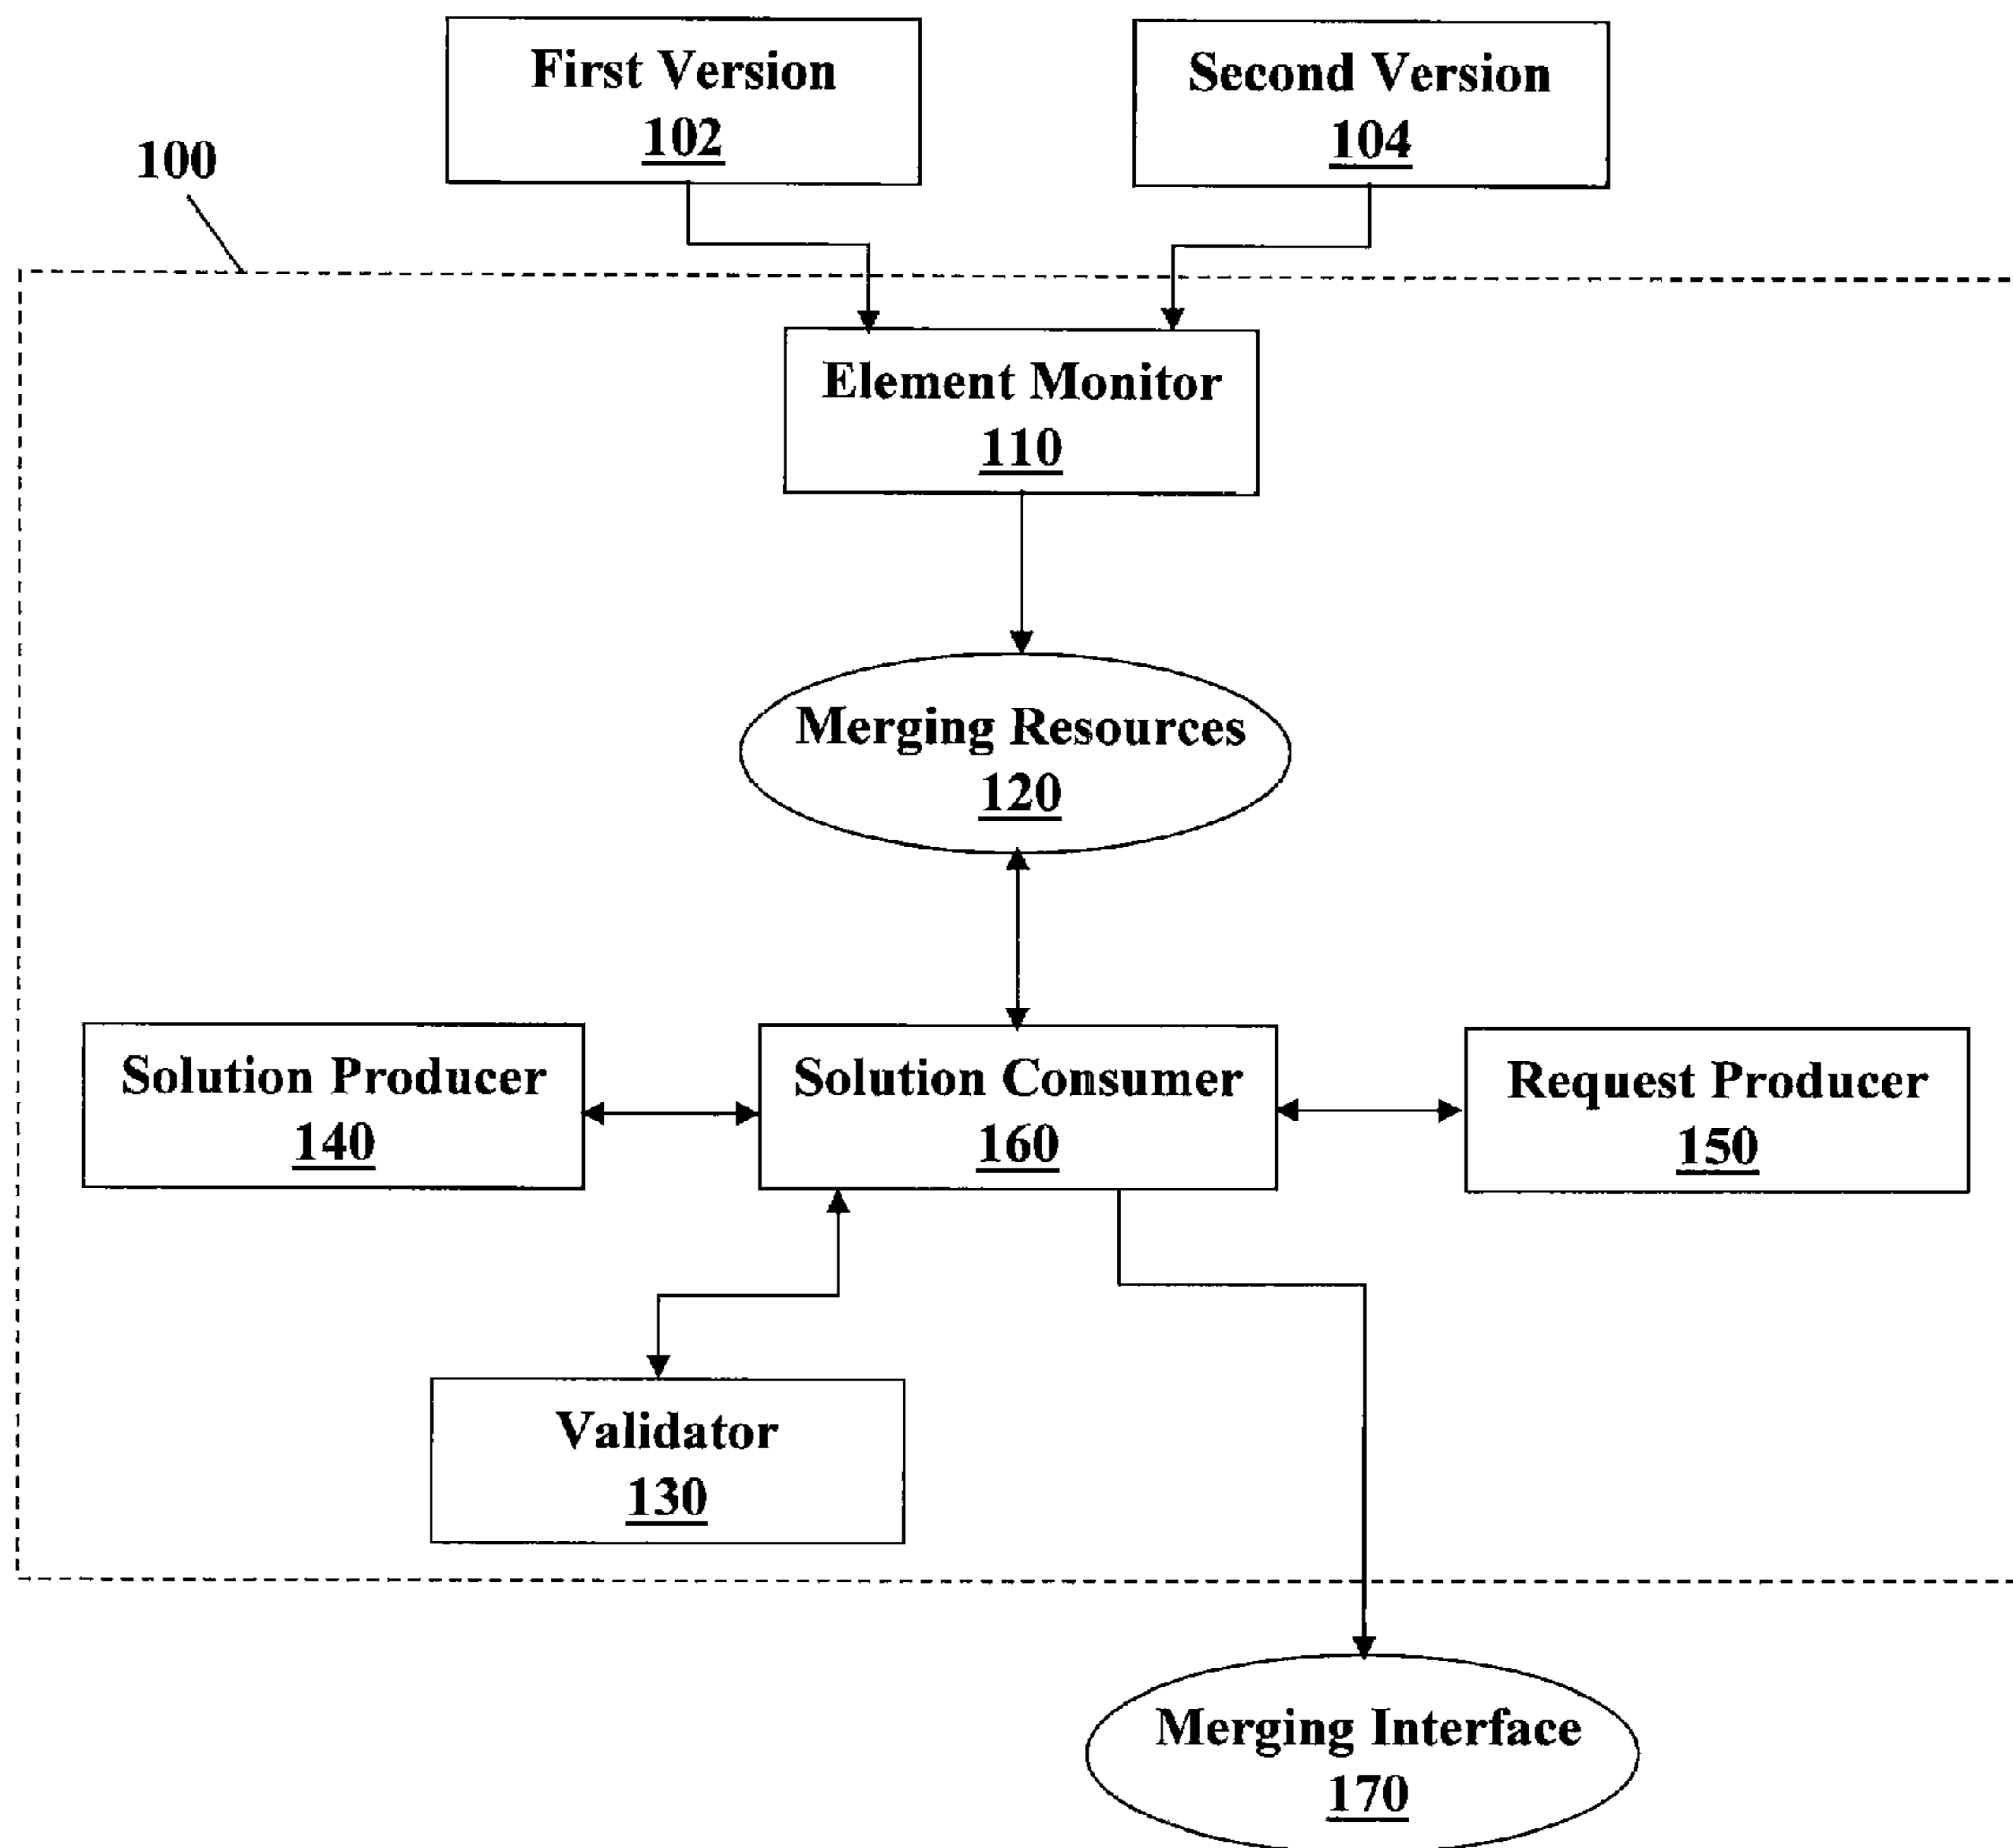 First Version
102
Second Version
104
100
Element Monitor
110
Merging Resources
120
Solution Producer
140
Solution Consumer
160
Request Producer
150
Validator
130
Merging Interface
170